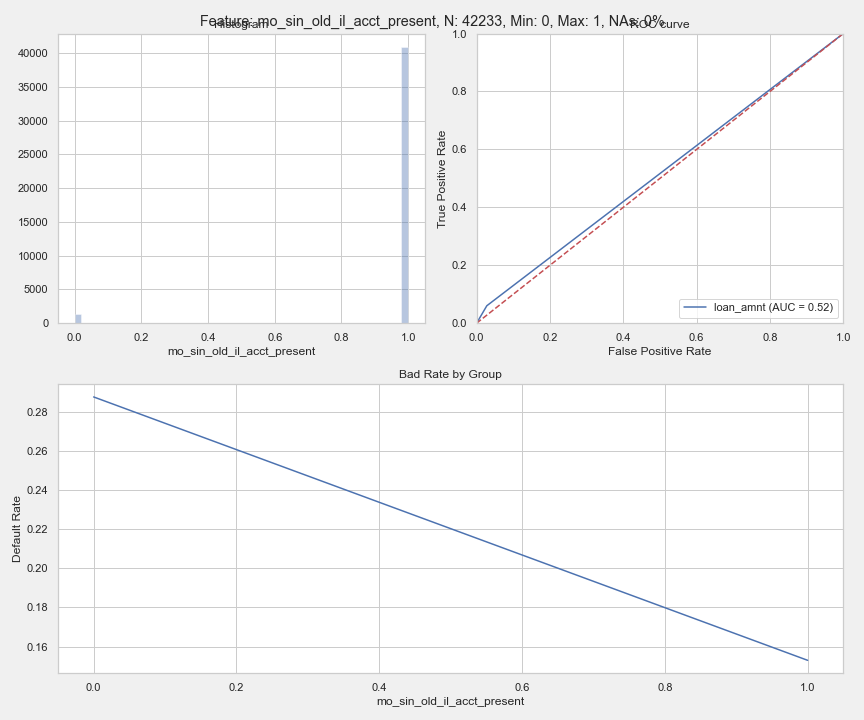 Feature: mo_sin_old_il_acct_present, N: 42233, Min: 0, Max: 1, NAs: 0%
Histogram
40000
35000
30000
25000
20000
15000
10000
5000
0
0.0 0.2 0.4 0.6 0.8 1.0
mo_sin_old_il_acct_present
ROC curve
True Positive Rate
1.0
0.8
0.6
0.4
0.2
0.0
loan_amnt (AUC = 0.52)
0.0 0.2 0.4 0.6 0.8 1.0
False Positive Rate
Bad Rate by Group
Default Rate
0.28
0.26
0.24
0.22
0.20
0.18
0.16
0.0 0.2 0.4 0.6 0.8 1.0
mo_sin_old_il_acct_present